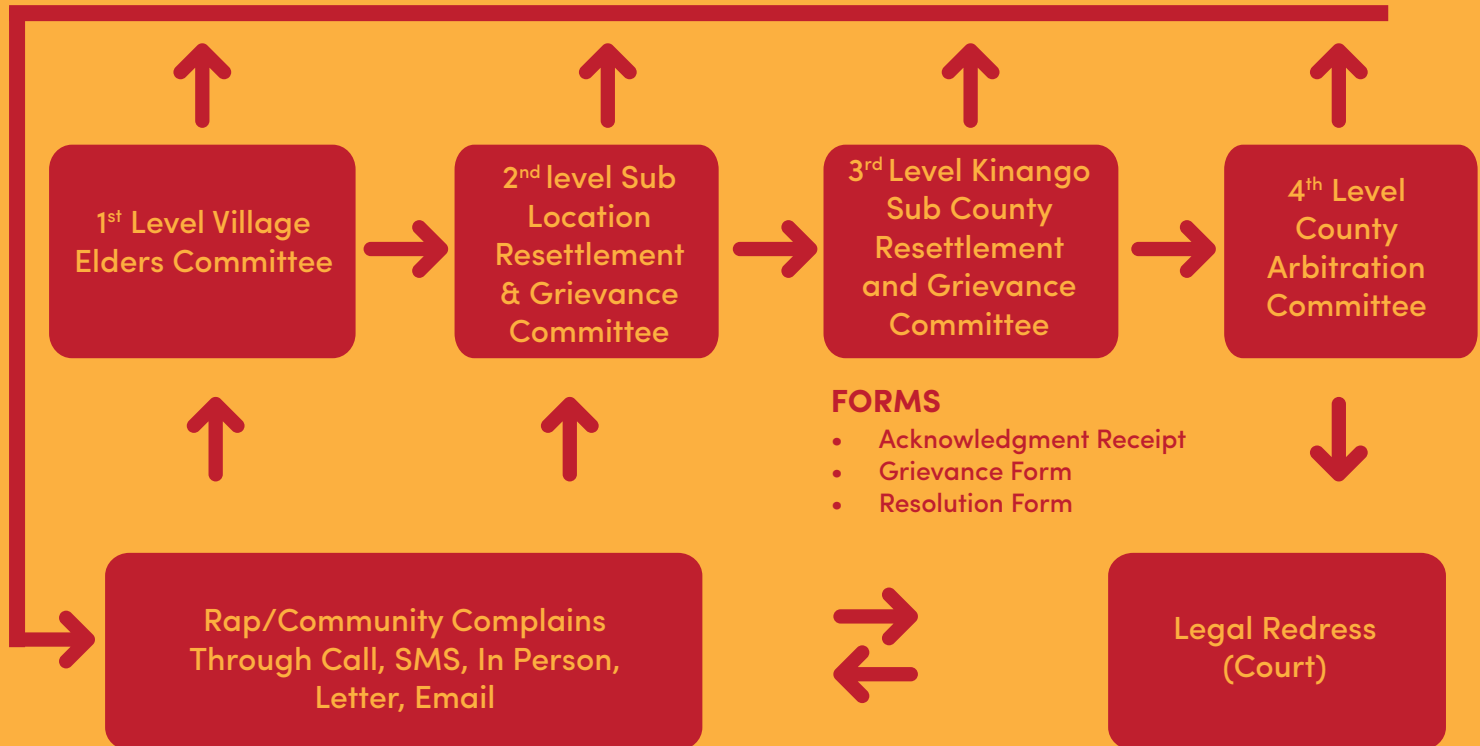 1st Level Village
Elders Committee
2nd level Sub
Location
Resettlement
& Grievance
Committee
3rd Level Kinango
Sub County
Resettlement
and Grievance
Committee
4th Level
County
Arbitration
Committee
FORMS
• Acknowledgment Receipt
• Grievance Form
• Resolution Form
Rap/Community Complains
Through Call, SMS, In Person,
Letter, Email
Legal Redress
(Court)